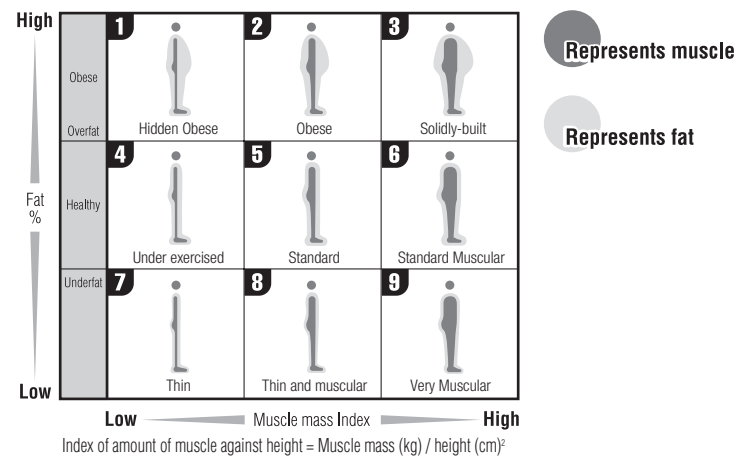 High
Obese
Overfat
Fat
%
Healthy
Underfat
Low
1
Hidden Obese
2
Obese
3
Solidly-built
4
Under exercised
5
Standard
6
Standard Muscular
7
Thin
8
Thin and muscular
9
Very Muscular
Low Muscle mass Index High
Index of amount of muscle against height = Muscle mass (kg) / height (cm)²
Represents muscle
Represents fat